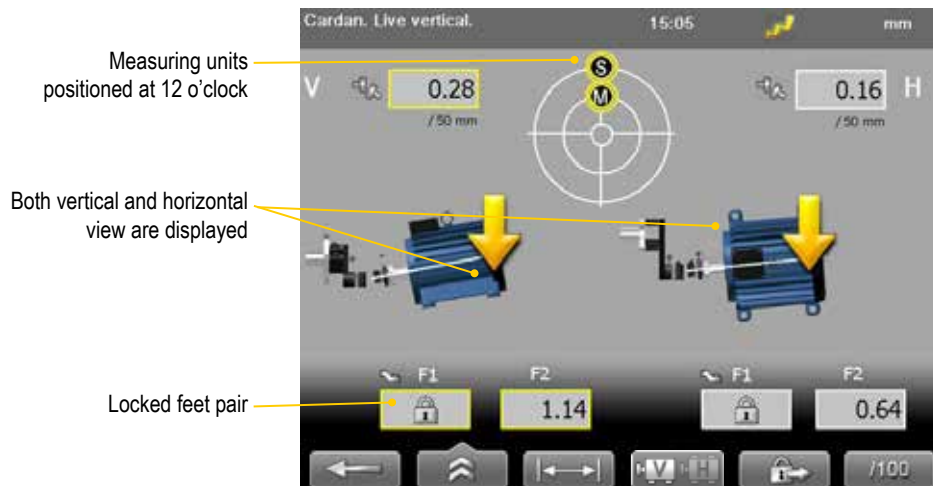 Cardan. Live vertical. 15:05 mm
Measuring units
positioned at 12 o’clock
S
M
V 0.28 0.16 H
/ 50 mm / 50 mm
Both vertical and horizontal
view are displayed
F1 F2 F1 F2
Locked feet pair
1.14 0.64
V H /100